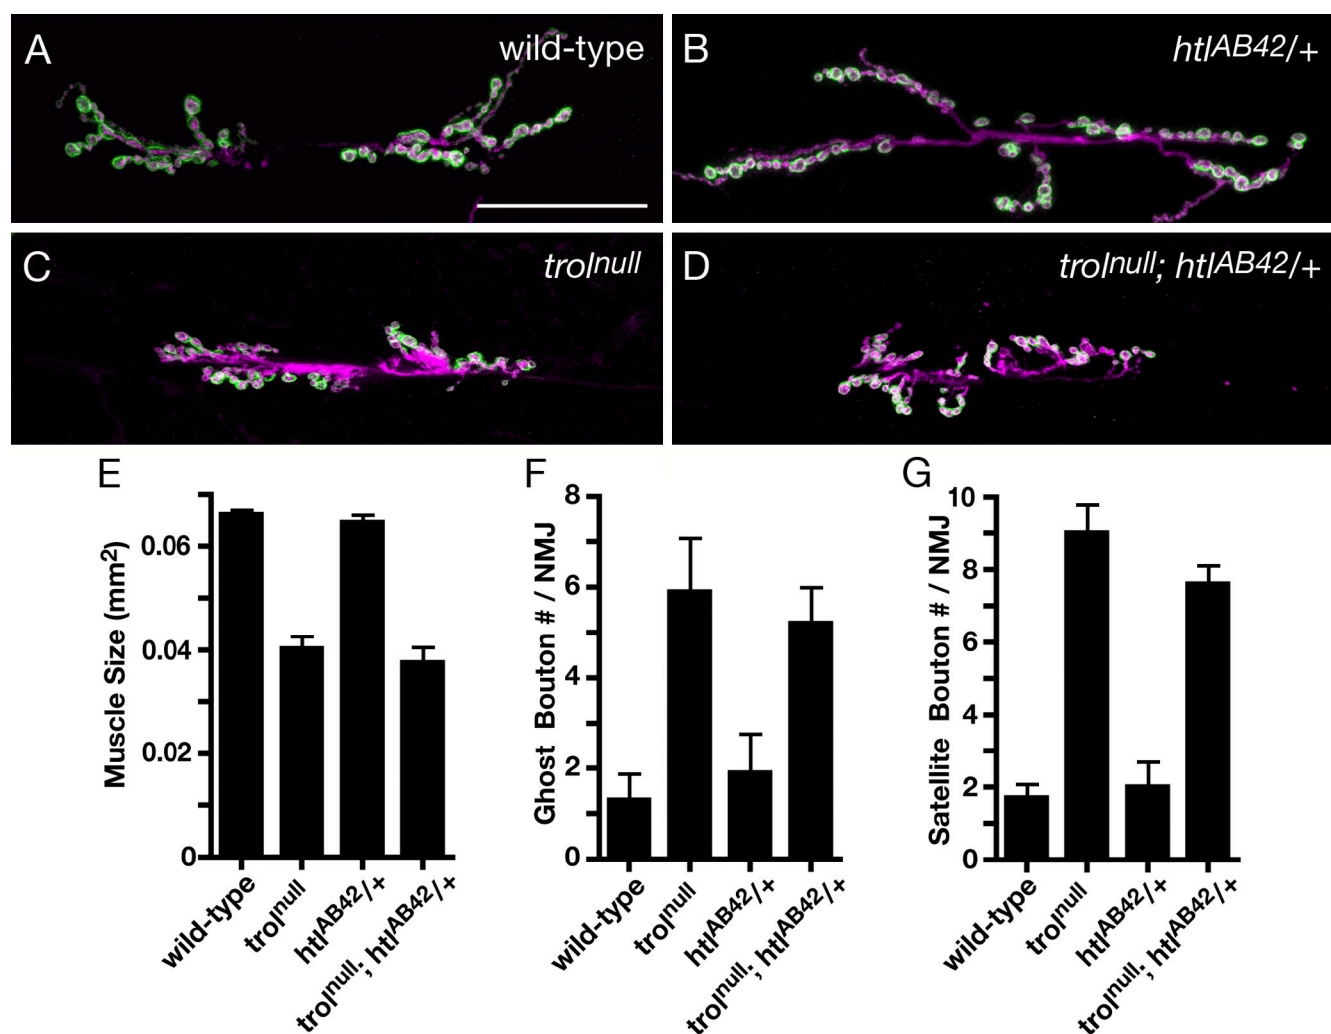 A wild-type
B htlAB42/+
C trolnull
D trolnull; htlAB42/+
E
Muscle Size (mm2)
0.06
0.04
0.02
0
wild-type
trolnull
htlAB42/+
trolnull; htlAB42/+
F
Ghost Bouton # / NMJ
8
6
4
2
0
wild-type
trolnull
htlAB42/+
trolnull; htlAB42/+
G
Satellite Bouton # / NMJ
10
8
6
4
2
0
wild-type
trolnull
htlAB42/+
trolnull; htlAB42/+